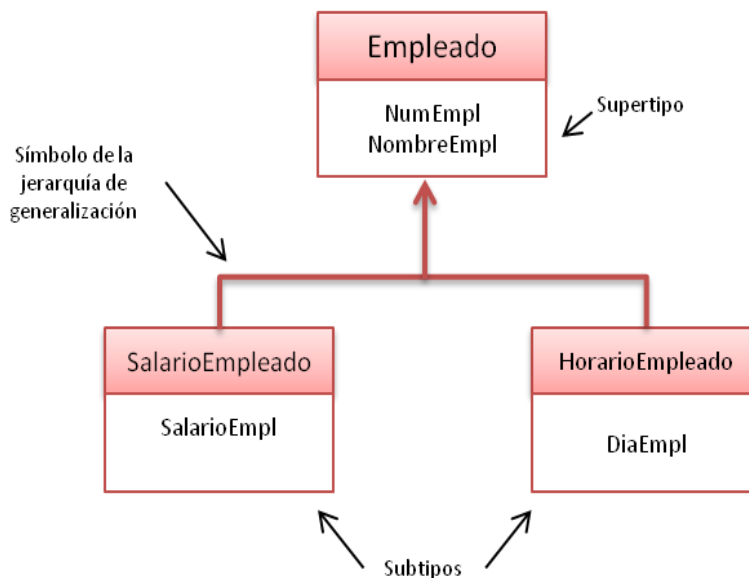 Empleado
NumEmpl
NombreEmpl
Supertipo
Símbolo de la
jerarquía de
generalización
SalarioEmpleado
SalarioEmpl
HorarioEmpleado
DiaEmpl
Subtipos